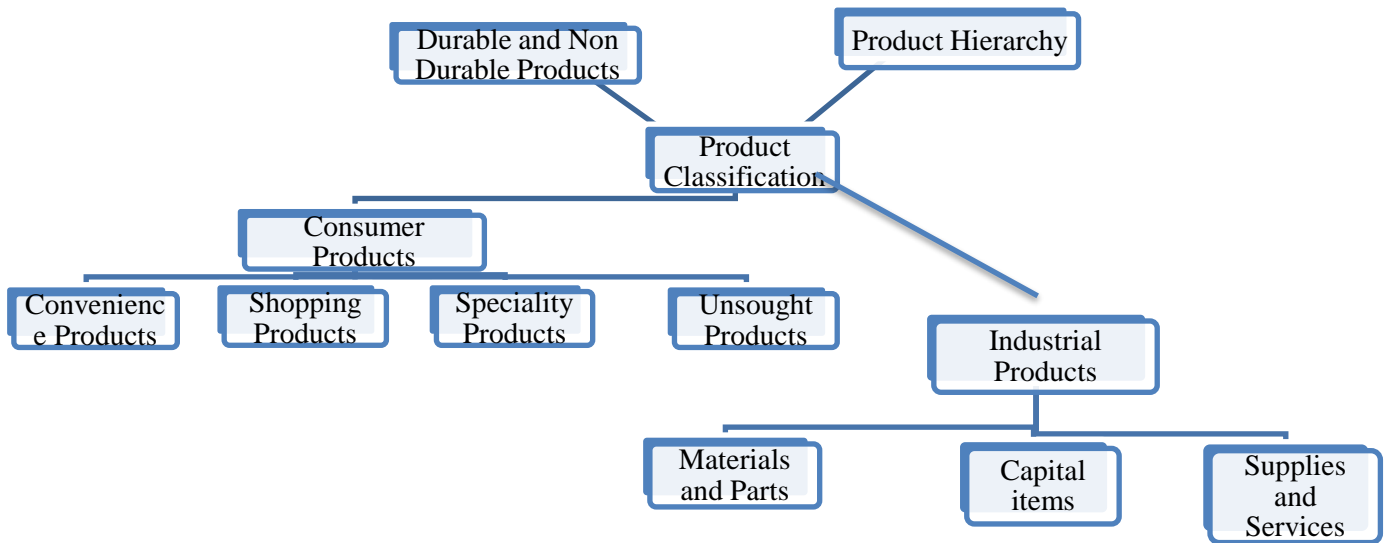 Durable and Non
Durable Products
Product Hierarchy
Product
Classification
Consumer
Products
Convenienc
e Products
Shopping
Products
Speciality
Products
Unsought
Products
Industrial
Products
Materials
and Parts
Capital
items
Supplies
and
Services